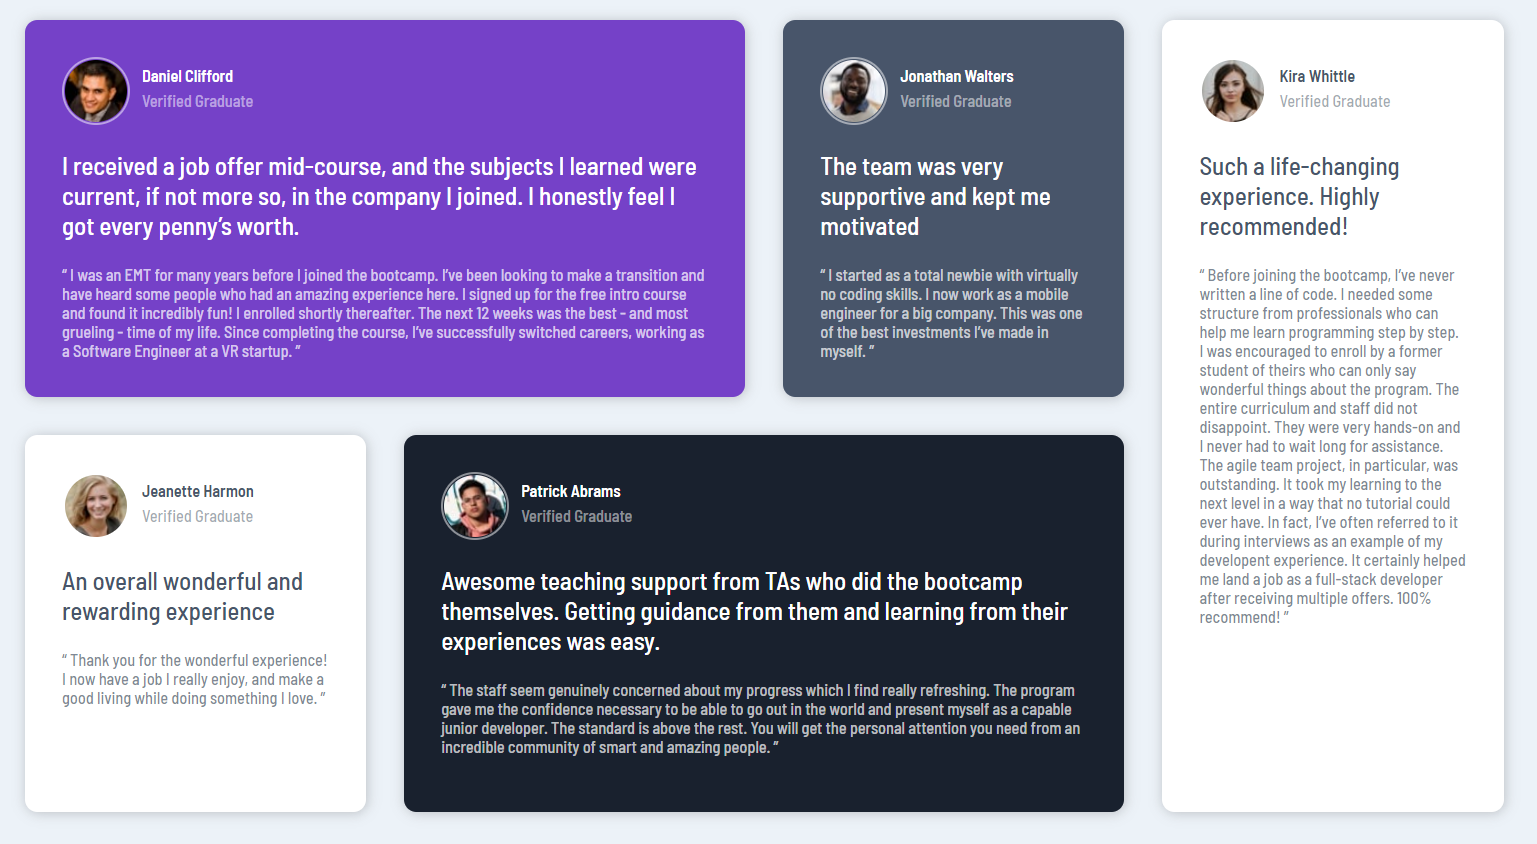 Daniel Clifford
Verified Graduate
I received a job offer mid-course, and the subjects I learned were
current, if not more so, in the company I joined. I honestly feel I
got every penny’s worth.
“ I was an EMT for many years before I joined the bootcamp. I’ve been looking to make a transition and
have heard some people who had an amazing experience here. I signed up for the free intro course
and found it incredibly fun! I enrolled shortly thereafter. The next 12 weeks was the best - and most
grueling - time of my life. Since completing the course, I’ve successfully switched careers, working as
a Software Engineer at a VR startup. ”
Jonathan Walters
Verified Graduate
The team was very
supportive and kept me
motivated
“ I started as a total newbie with virtually
no coding skills. I now work as a mobile
engineer for a big company. This was one
of the best investments I’ve made in
myself. ”
Kira Whittle
Verified Graduate
Such a life-changing
experience. Highly
recommended!
“ Before joining the bootcamp, I’ve never
written a line of code. I needed some
structure from professionals who can
help me learn programming step by step.
I was encouraged to enroll by a former
student of theirs who can only say
wonderful things about the program. The
entire curriculum and staff did not
disappoint. They were very hands-on and
I never had to wait long for assistance.
The agile team project, in particular, was
outstanding. It took my learning to the
next level in a way that no tutorial could
ever have. In fact, I’ve often referred to it
during interviews as an example of my
developent experience. It certainly helped
me land a job as a full-stack developer
after receiving multiple offers. 100%
recommend! ”
Jeanette Harmon
Verified Graduate
An overall wonderful and
rewarding experience
“ Thank you for the wonderful experience!
I now have a job I really enjoy, and make a
good living while doing something I love. ”
Patrick Abrams
Verified Graduate
Awesome teaching support from TAs who did the bootcamp
themselves. Getting guidance from them and learning from their
experiences was easy.
“ The staff seem genuinely concerned about my progress which I find really refreshing. The program
gave me the confidence necessary to be able to go out in the world and present myself as a capable
junior developer. The standard is above the rest. You will get the personal attention you need from an
incredible community of smart and amazing people. ”